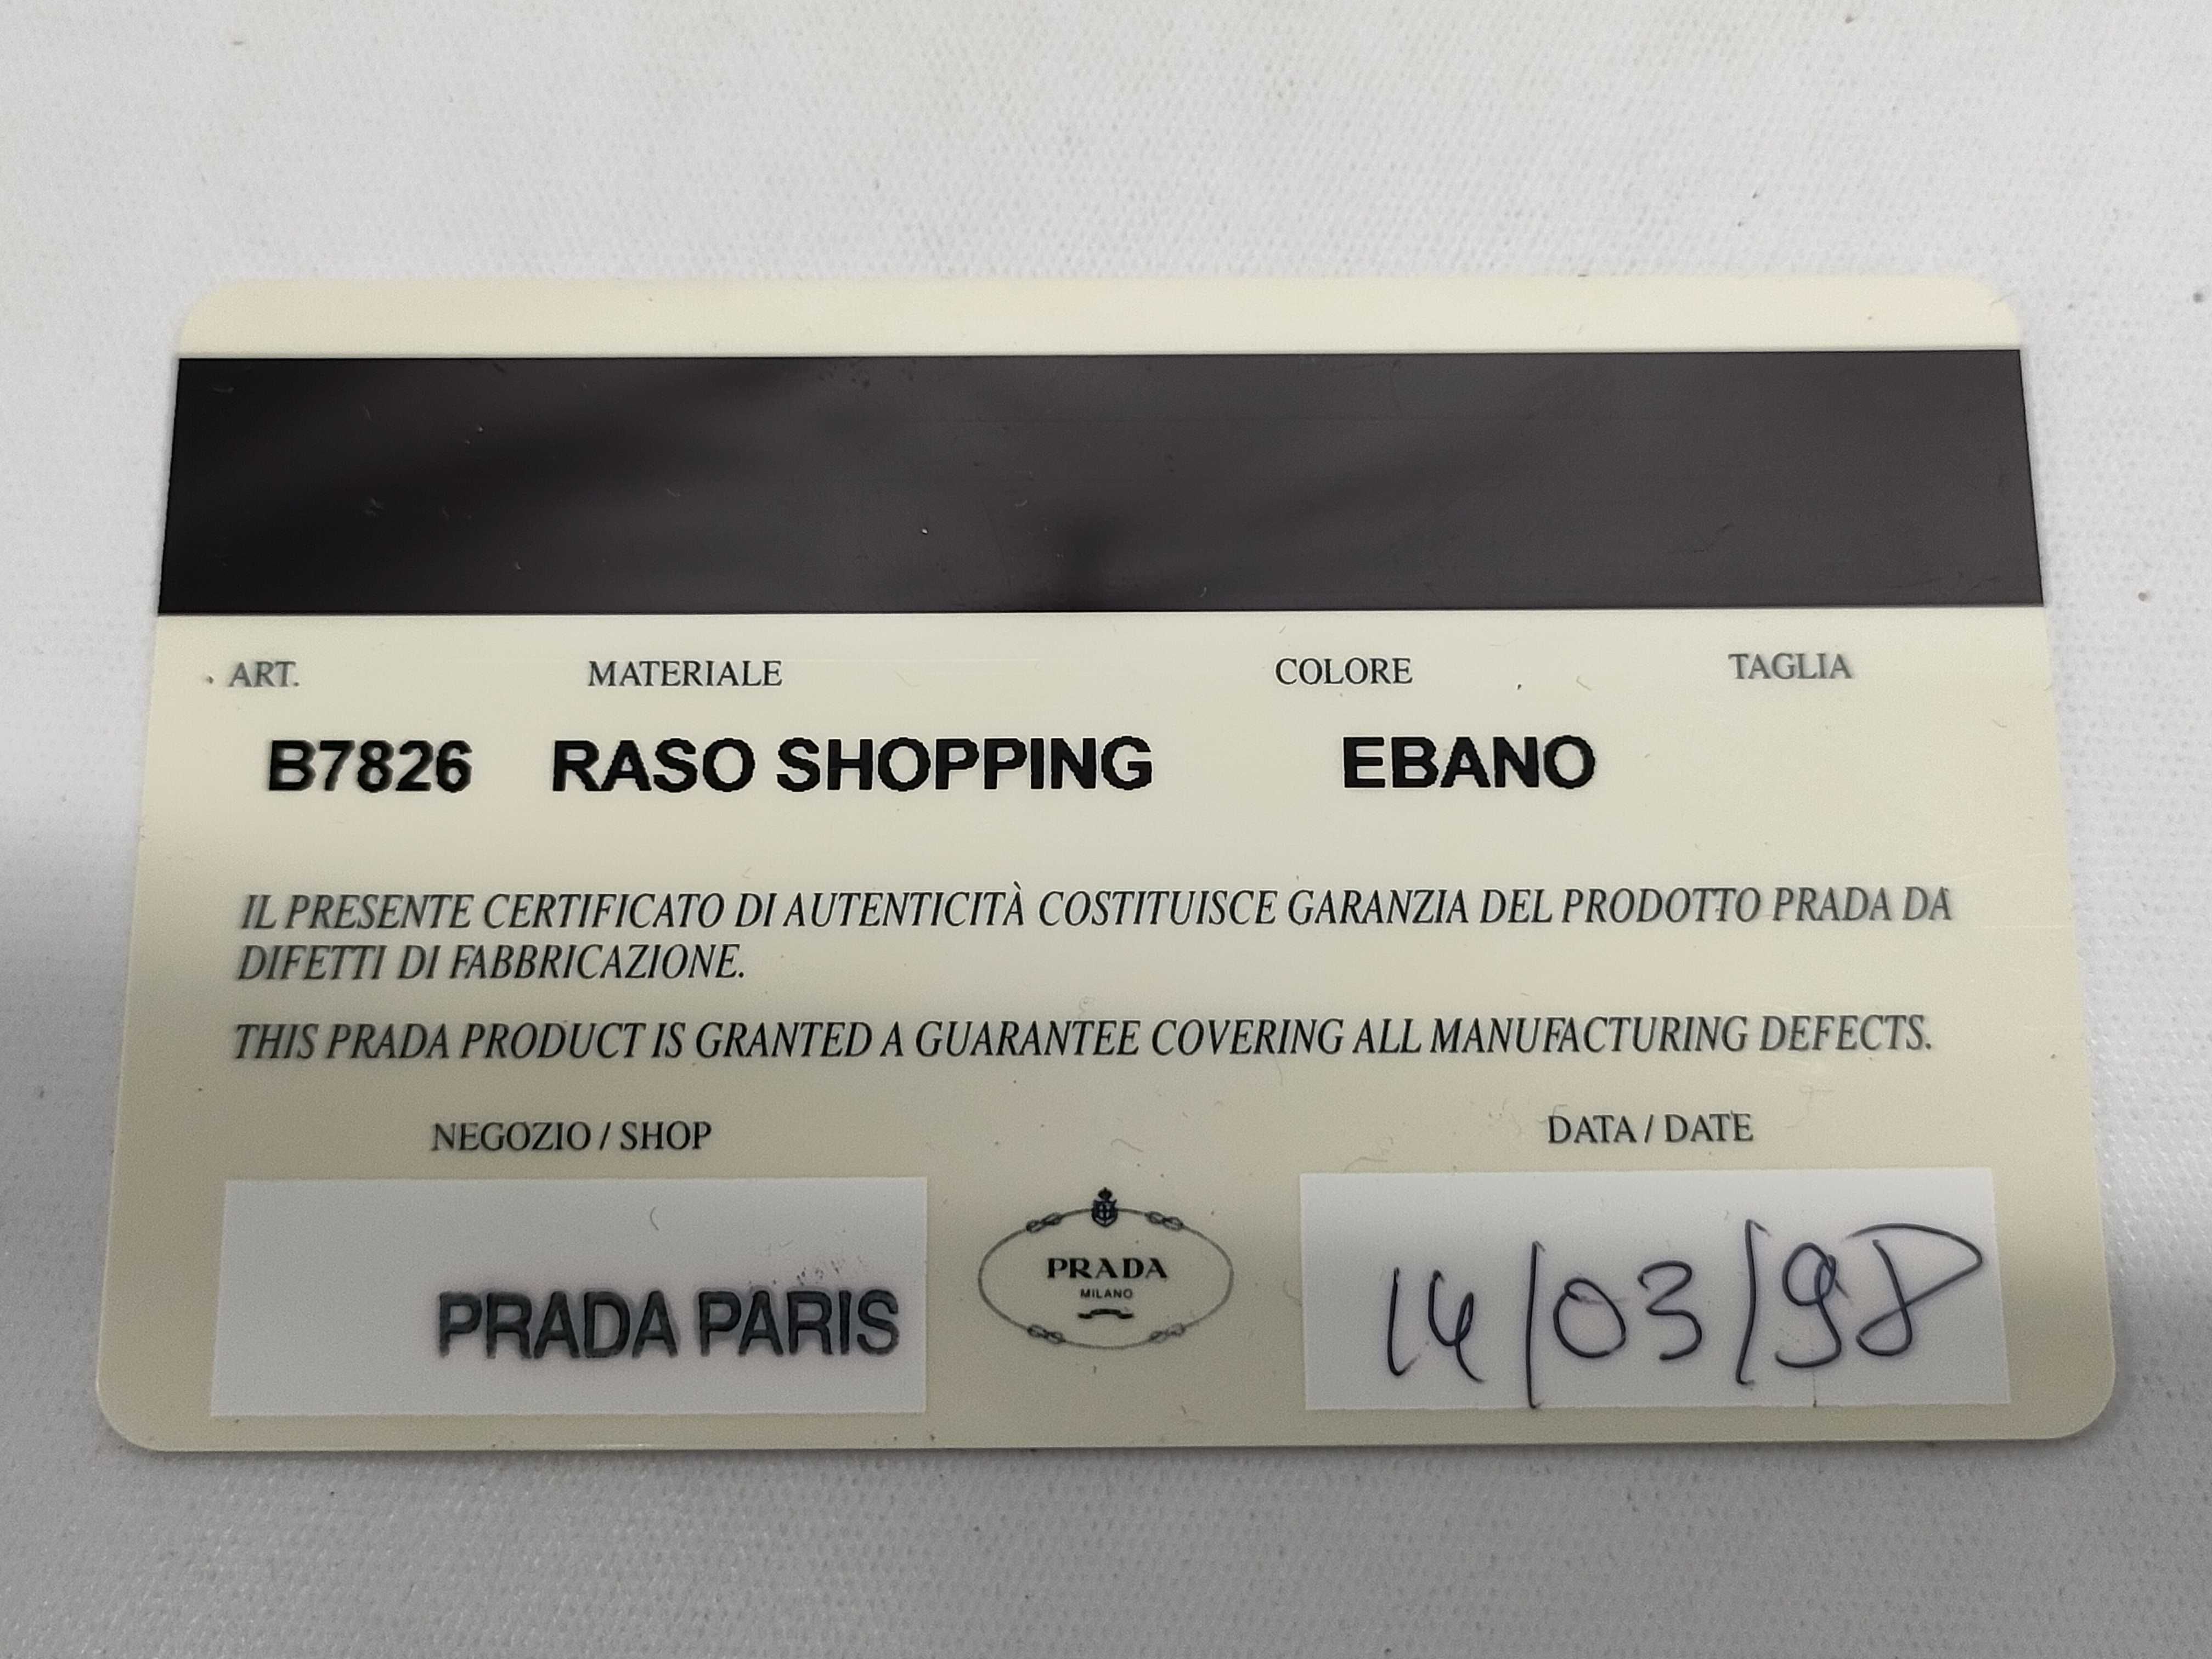 ART. MATERIALE COLORE TAGLIA
B7826 RASO SHOPPING EBANO
IL PRESENTE CERTIFICATO DI AUTENTICITÀ COSTITUISCE GARANZIA DEL PRODOTTO PRADA DA
DIFETTI DI FABBRICAZIONE.
THIS PRADA PRODUCT IS GRANTED A GUARANTEE COVERING ALL MANUFACTURING DEFECTS.
NEGOZIO / SHOP DATA / DATE
PRADA
MILANO
PRADA PARIS 14/03/98